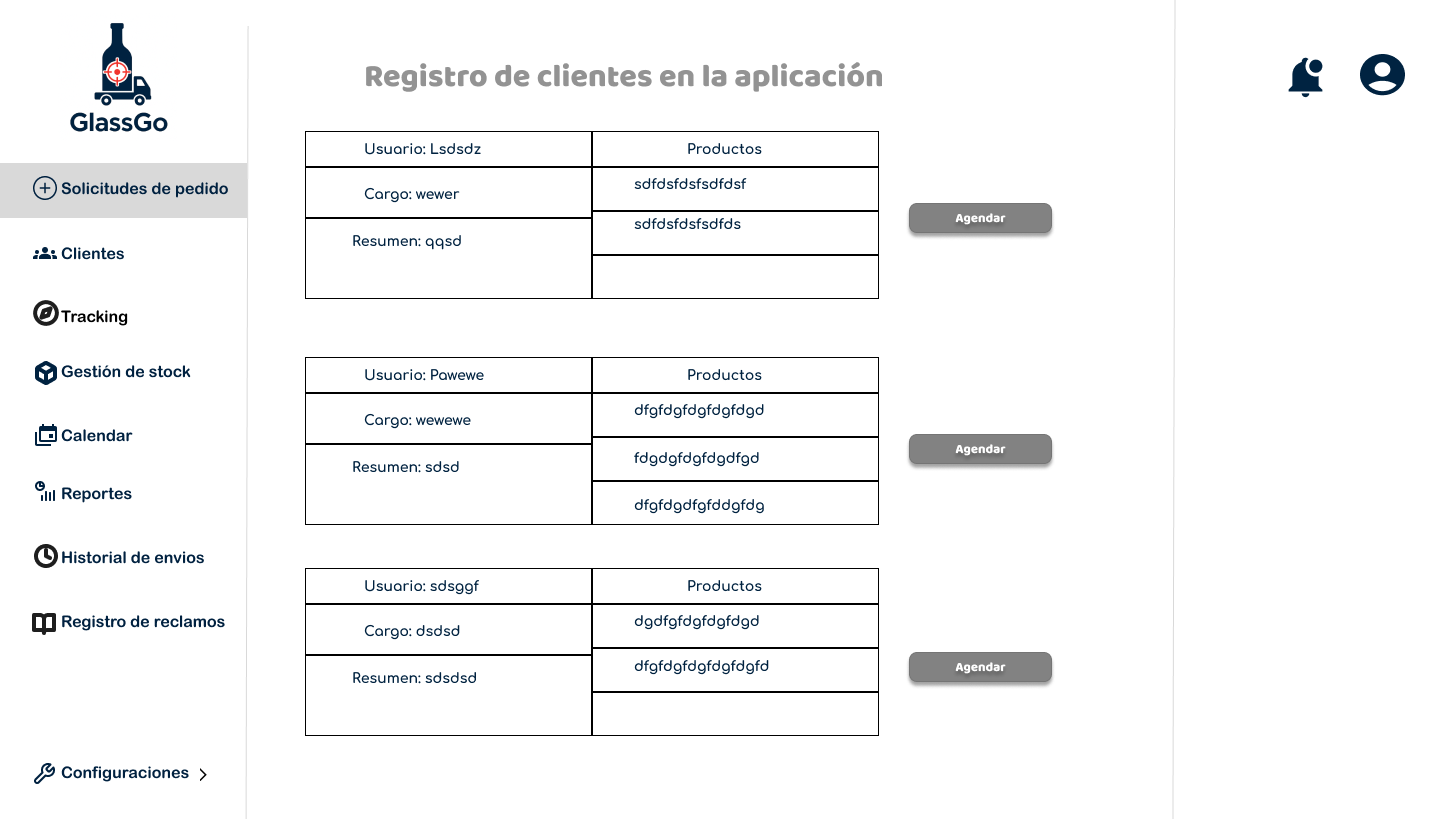 GlassGo
Solicitudes de pedido
Clientes
Tracking
Gestión de stock
Calendar
Reportes
Historial de envios
Registro de reclamos
Configuraciones
Registro de clientes en la aplicación
Usuario: Lsdsdz
Productos
Cargo: wewer
sdfdsfdsfsdfdsf
sdfdsfdsfsdfds
Resumen: qqsd
Agendar
Usuario: Pawewe
Productos
Cargo: wewewe
dfgfdgfdgfdgfdgd
fdgdgfdgfdgdfgd
Resumen: sdsd
dfgfdgdfgfddgfdg
Agendar
Usuario: sdsggf
Productos
Cargo: dsdsd
dgdfgfdgfdgfdgd
dfgfdgfdgfdgfdgfd
Resumen: sdsdsd
Agendar